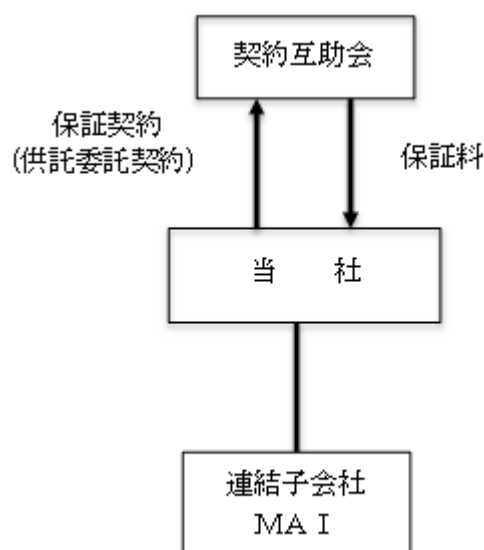 契約互助会
保証契約
(供託委託契約)
保証料
当　　社
連結子会社
ＭＡＩ